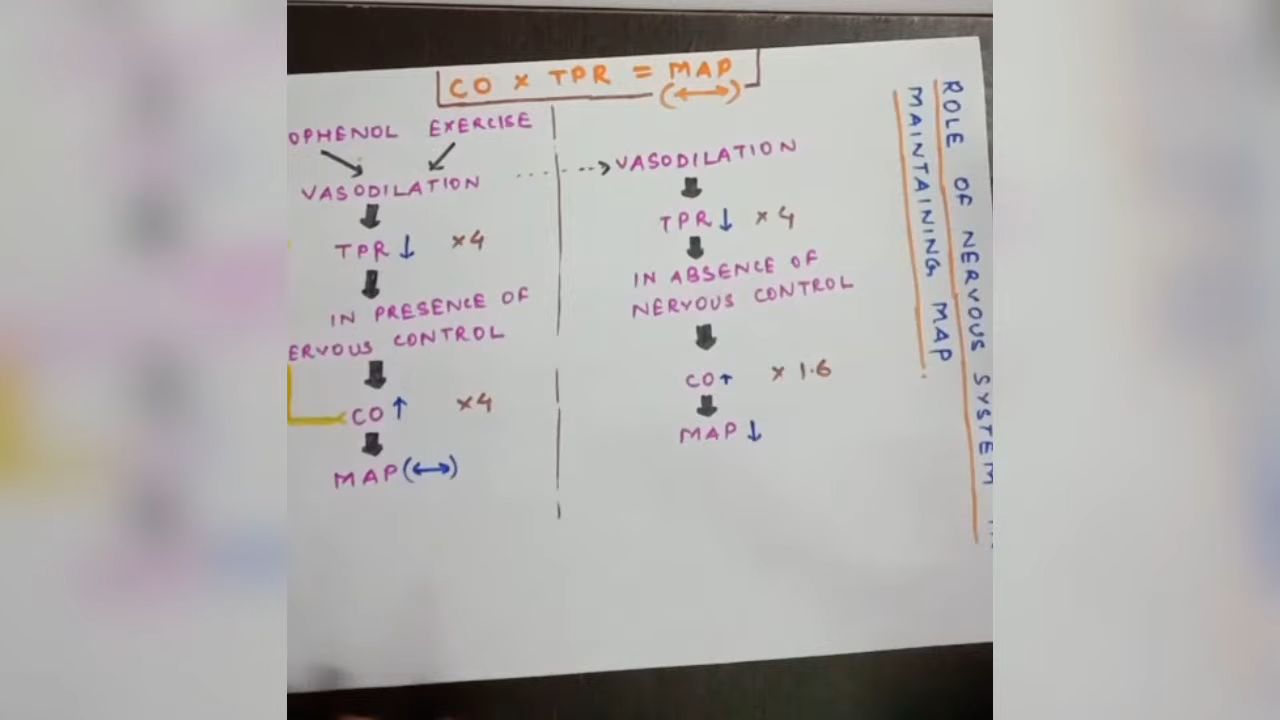 CO × TPR = MAP
(↔)
OPHENOL EXERCISE
VASODILATION
TPR ↓ ×4
IN PRESENCE OF
ERVOUS CONTROL
CO ↑ ×4
MAP (↔)
VASODILATION
TPR ↓ ×4
IN ABSENCE OF
NERVOUS CONTROL
CO ↑ × 1.6
MAP ↓
ROLE OF NERVOUS SYSTEM
MAINTAINING MAP